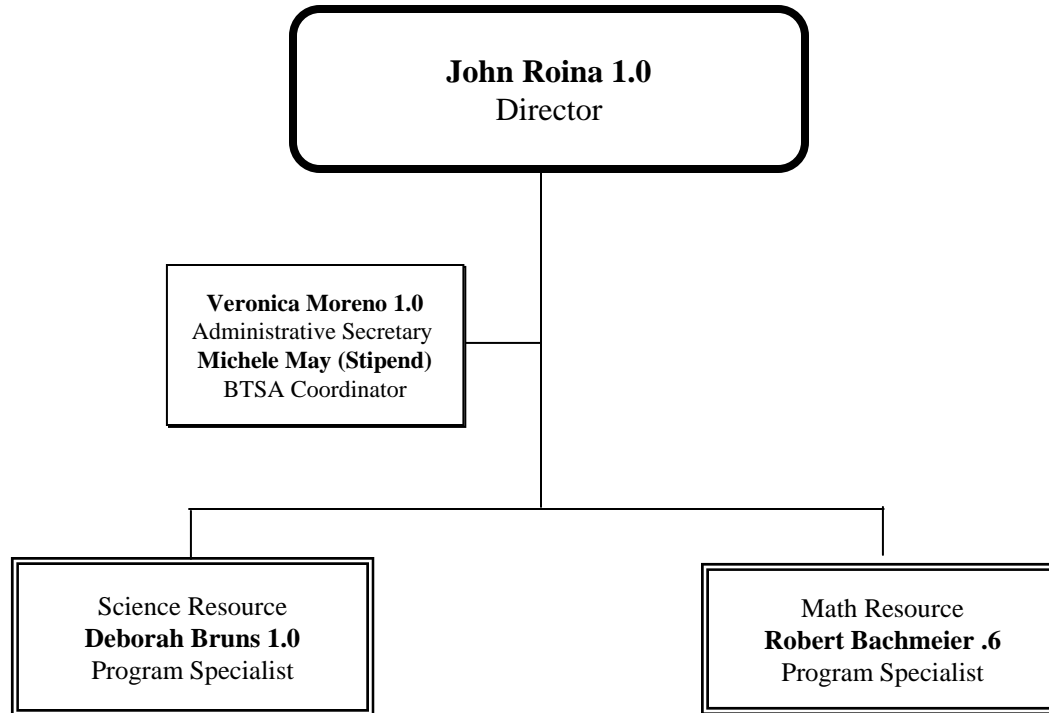 John Roina 1.0
Director
Veronica Moreno 1.0
Administrative Secretary
Michele May (Stipend)
BTSA Coordinator
Science Resource
Deborah Bruns 1.0
Program Specialist
Math Resource
Robert Bachmeier .6
Program Specialist